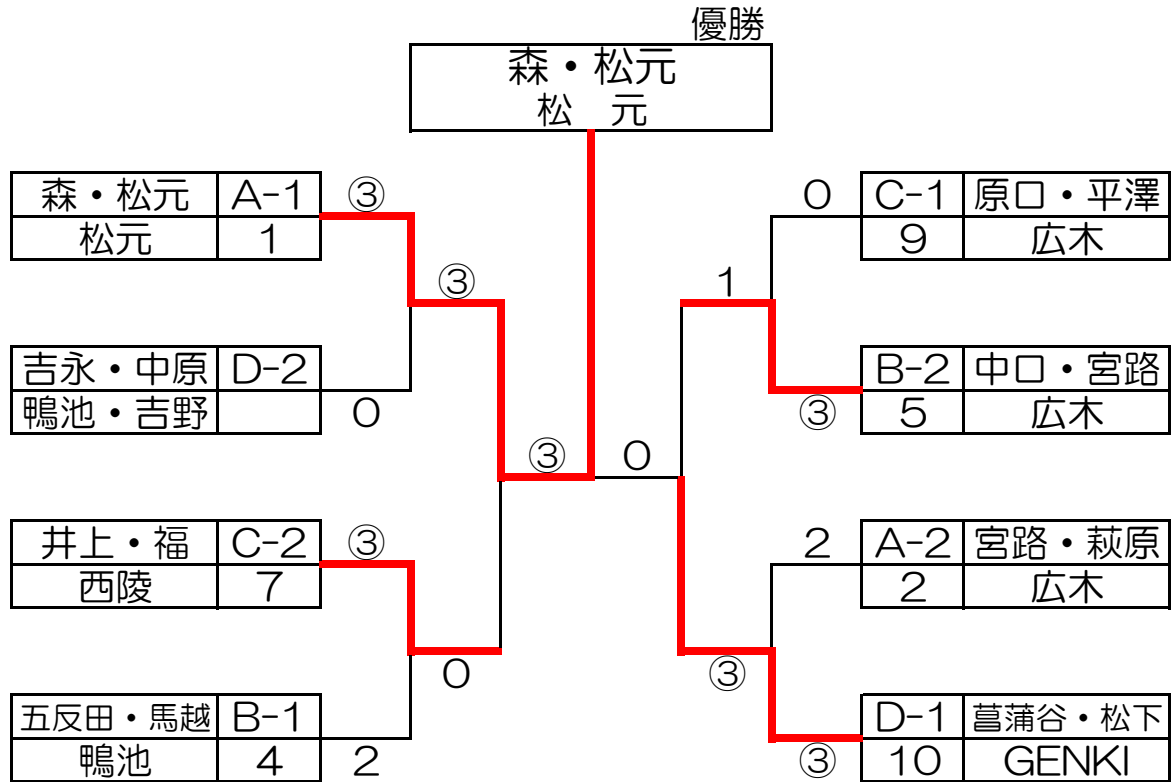 優勝
森・松元
松 元
森・松元 A-1 ③
松元 1
③
吉永・中原 D-2
鴨池・吉野 0
③
井上・福 C-2 ③
西陵 7
0
五反田・馬越 B-1
鴨池 4 2
0 C-1 原口・平澤
9 広木
1
B-2 中口・宮路
③ 5 広木
0
2 A-2 宮路・萩原
2 広木
③
D-1 菖蒲谷・松下
③ 10 GENKI